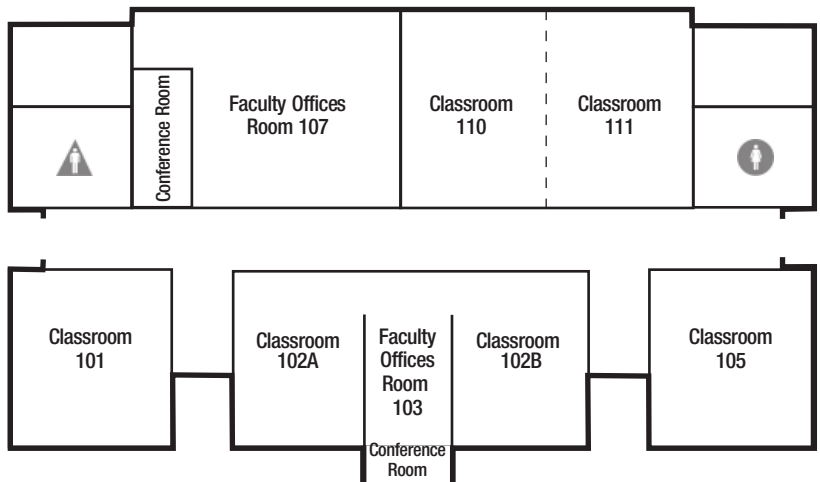 Conference Room
Faculty Offices
Room 107
Classroom
110
Classroom
111
Classroom
101
Classroom
102A
Faculty
Offices
Room
103
Conference
Room
Classroom
102B
Classroom
105